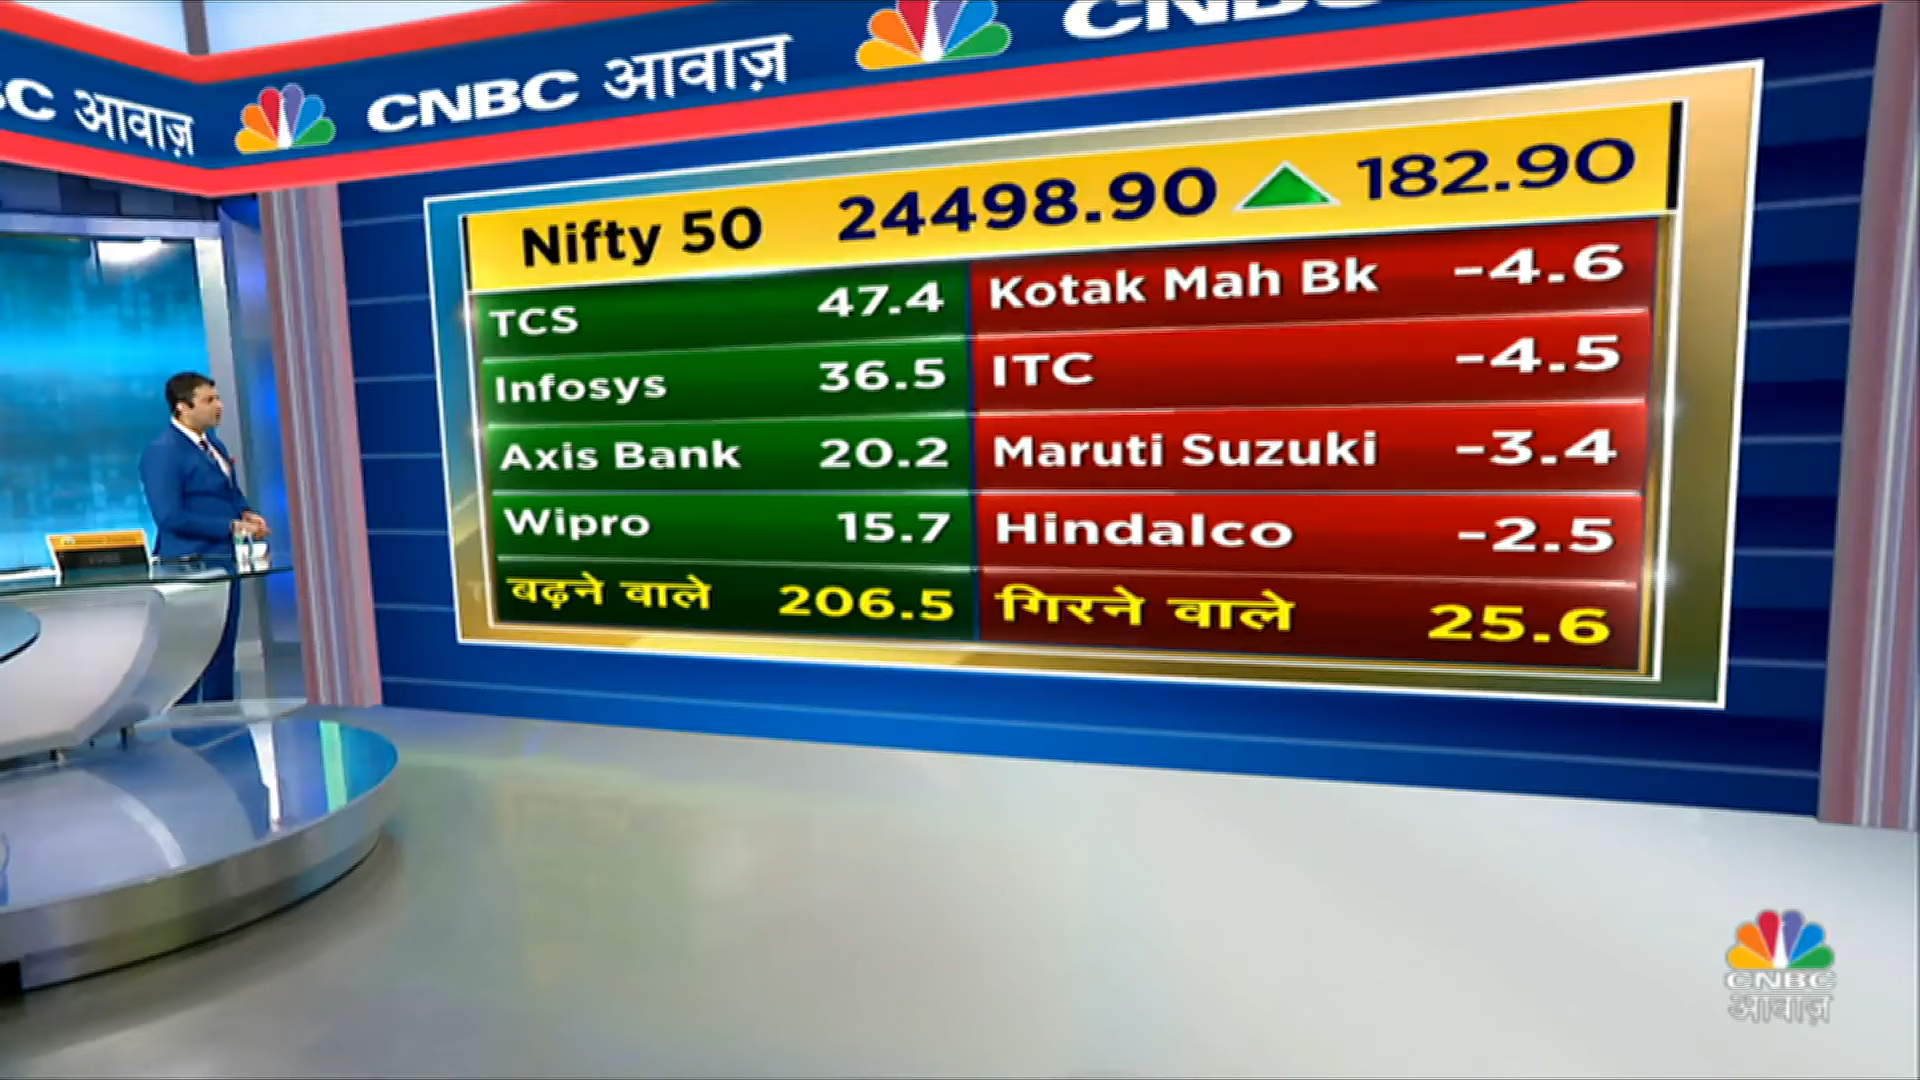 CNBC आवाज़
CNBC आवाज़
CNBC
Nifty 50 24498.90 182.90
TCS 47.4 Kotak Mah Bk -4.6
Infosys 36.5 ITC -4.5
Axis Bank 20.2 Maruti Suzuki -3.4
Wipro 15.7 Hindalco -2.5
बढ़ने वाले 206.5 गिरने वाले 25.6
CNBC
आवाज़